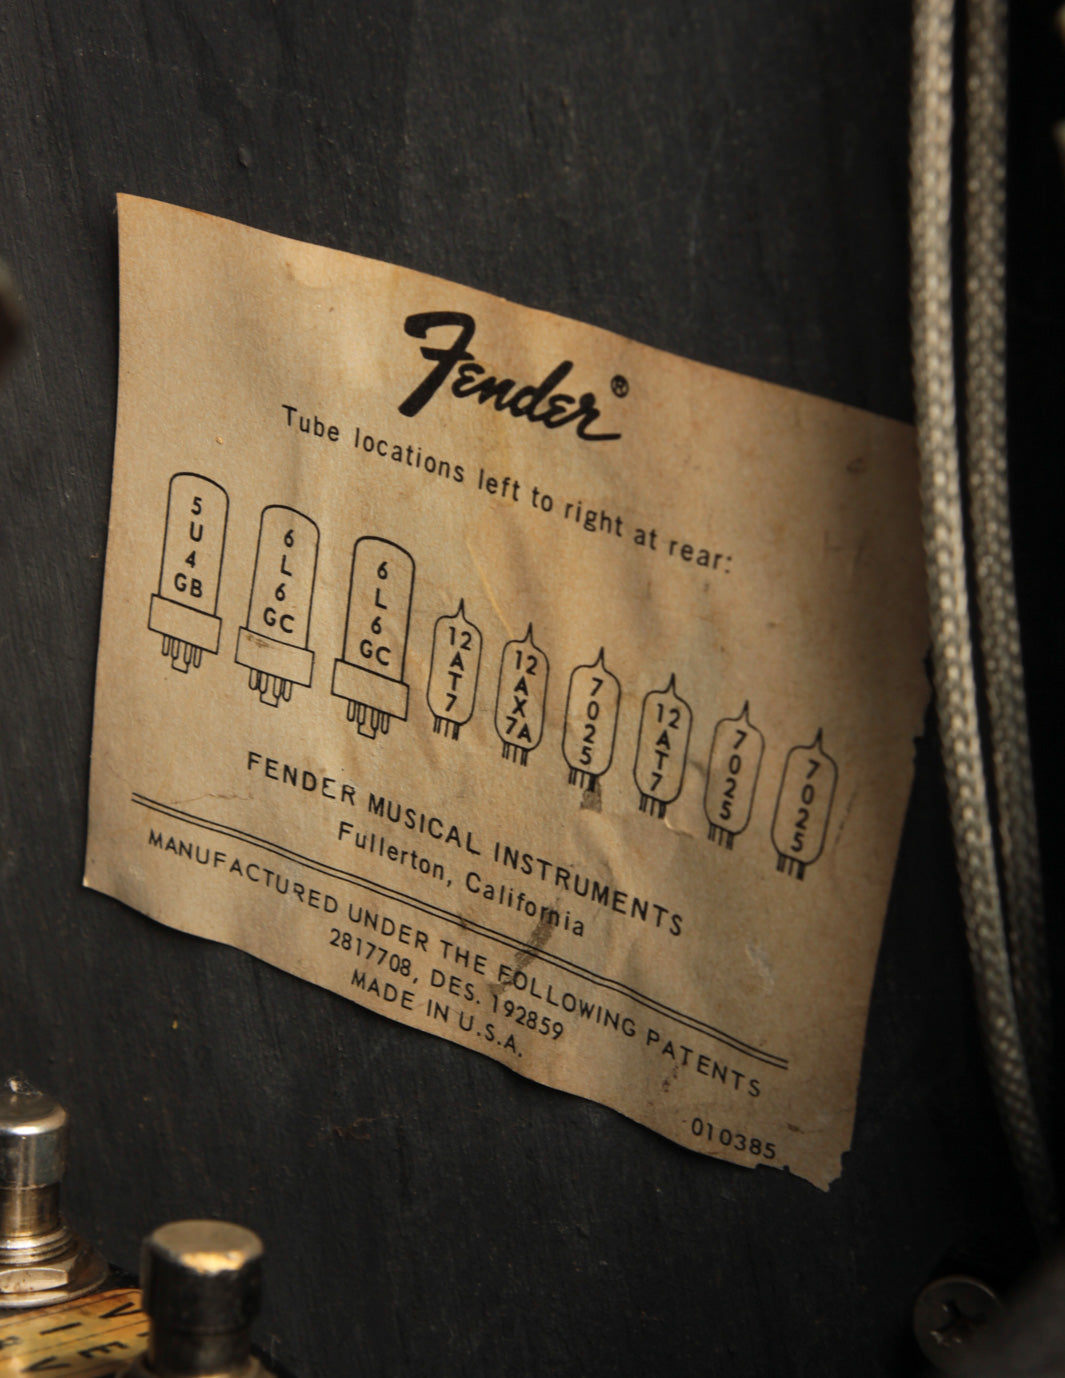 Fender®
Tube locations left to right at rear:
5U4GB 6L6GC 6L6GC 12AT7 12AX7A 7025 12AT7 7025 7025
FENDER MUSICAL INSTRUMENTS
Fullerton, California
MANUFACTURED UNDER THE FOLLOWING PATENTS
2817708, DES. 192859
MADE IN U.S.A.
010385